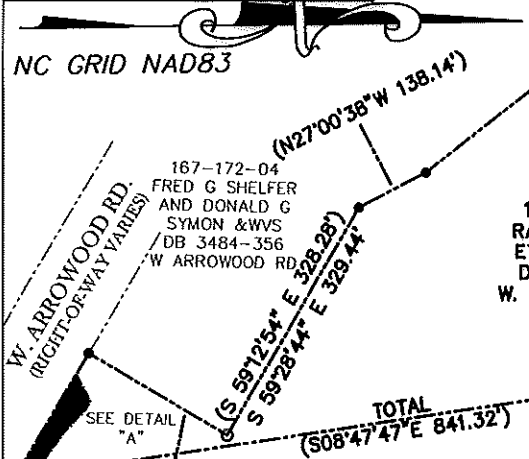 NC GRID NAD83
(N27°00'38"W 138.14')
167-172-04
FRED G SHELFER
AND DONALD G
SYMON &WVS
DB 3484-356
W ARROWOOD RD
W. ARROWOOD RD.
(RIGHT-OF-WAY VARIES)
(S 59°12'54" E 328.28')
S 59°28'44" E 329.44'
SEE DETAIL
"A"
TOTAL
(S08°47'47"E 841.32')
1
RA
E
D
W.